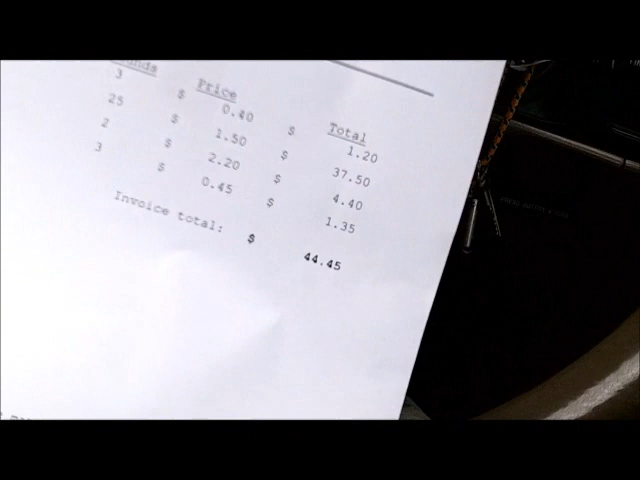 Price Total
3 $ 0.40 $ 1.20
25 $ 1.50 $ 37.50
2 $ 2.20 $ 4.40
3 $ 0.45 $ 1.35
Invoice total: $ 44.45